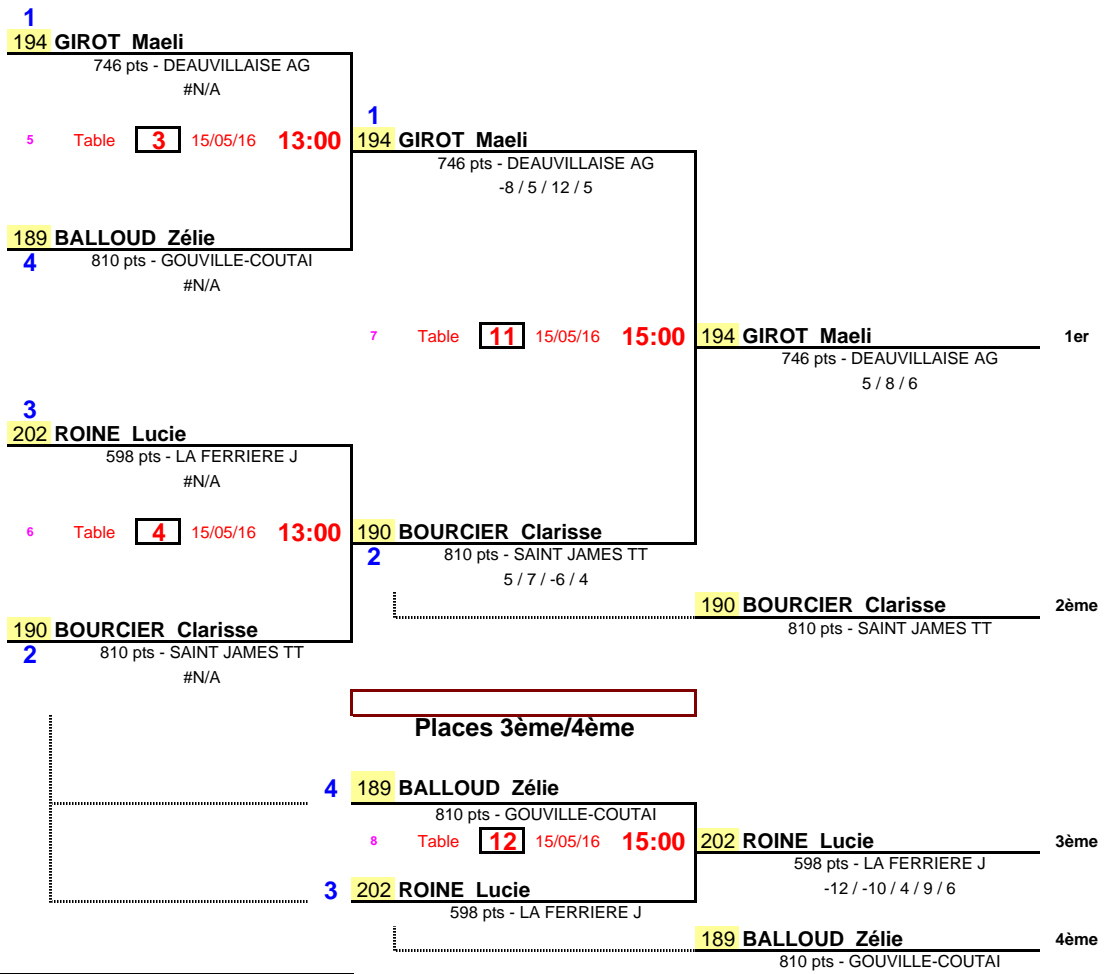 1
194 GIROT Maeli
746 pts - DEAUVILLAISE AG
#N/A
1
5 Table 3 15/05/16 13:00 194 GIROT Maeli
746 pts - DEAUVILLAISE AG
-8 / 5 / 12 / 5
189 BALLOUD Zélie
4 810 pts - GOUVILLE-COUTAI
#N/A
7 Table 11 15/05/16 15:00 194 GIROT Maeli 1er
746 pts - DEAUVILLAISE AG
5 / 8 / 6
3
202 ROINE Lucie
598 pts - LA FERRIERE J
#N/A
6 Table 4 15/05/16 13:00 190 BOURCIER Clarisse
2 810 pts - SAINT JAMES TT
5 / 7 / -6 / 4
190 BOURCIER Clarisse 2ème
810 pts - SAINT JAMES TT
190 BOURCIER Clarisse
2 810 pts - SAINT JAMES TT
#N/A
Places 3ème/4ème
4 189 BALLOUD Zélie
810 pts - GOUVILLE-COUTAI
8 Table 12 15/05/16 15:00 202 ROINE Lucie 3ème
598 pts - LA FERRIERE J
-12 / -10 / 4 / 9 / 6
3 202 ROINE Lucie
598 pts - LA FERRIERE J
189 BALLOUD Zélie 4ème
810 pts - GOUVILLE-COUTAI